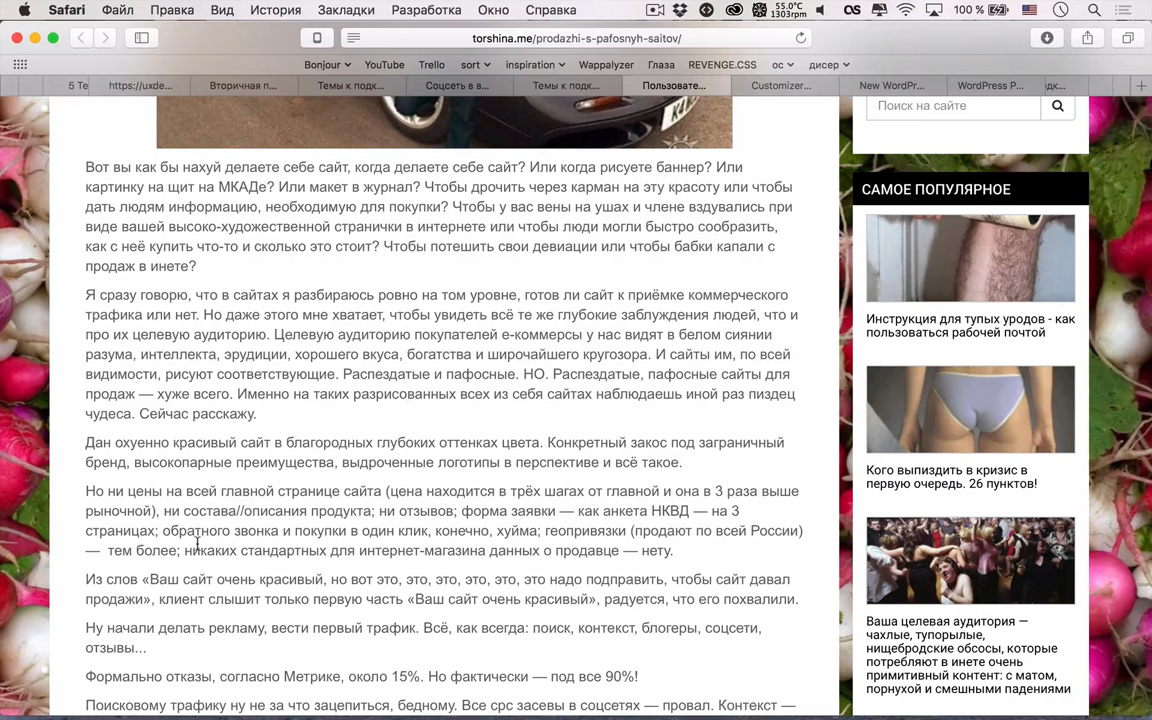 Safari Файл Правка Вид История Закладки Разработка Окно Справка 55.0°C 1303rpm 100 %
torshina.me/prodazhi-s-pafosnyh-saitov/
Bonjour YouTube Trello sort inspiration Wappalyzer Глаза REVENGE.CSS ос дисер
5 Те https://uxde... Вторичная п... Темы к подк... Соцсеть в в... Темы к подк... Пользовате... Customizer... New WordPr... WordPress P... одк...
Поиск на сайте
Вот вы как бы нахуй делаете себе сайт, когда делаете себе сайт? Или когда рисуете баннер? Или
картинку на щит на МКАДе? Или макет в журнал? Чтобы дрочить через карман на эту красоту или чтобы
дать людям информацию, необходимую для покупки? Чтобы у вас вены на ушах и члене вздувались при
виде вашей высоко-художественной странички в интернете или чтобы люди могли быстро сообразить,
как с неё купить что-то и сколько это стоит? Чтобы потешить свои девиации или чтобы бабки капали с
продаж в инете?
Я сразу говорю, что в сайтах я разбираюсь ровно на том уровне, готов ли сайт к приёмке коммерческого
трафика или нет. Но даже этого мне хватает, чтобы увидеть всё те же глубокие заблуждения людей, что и
про их целевую аудиторию. Целевую аудиторию покупателей е-коммерсы у нас видят в белом сиянии
разума, интеллекта, эрудиции, хорошего вкуса, богатства и широчайшего кругозора. И сайты им, по всей
видимости, рисуют соответствующие. Распездатые и пафосные. НО. Распездатые, пафосные сайты для
продаж — хуже всего. Именно на таких разрисованных всех из себя сайтах наблюдаешь иной раз пиздец
чудеса. Сейчас расскажу.
Дан охуенно красивый сайт в благородных глубоких оттенках цвета. Конкретный закос под заграничный
бренд, высокопарные преимущества, выдроченные логотипы в перспективе и всё такое.
Но ни цены на всей главной странице сайта (цена находится в трёх шагах от главной и она в 3 раза выше
рыночной), ни состава//описания продукта; ни отзывов; форма заявки — как анкета НКВД — на 3
страницах; обратного звонка и покупки в один клик, конечно, хуйма; геопривязки (продают по всей России)
— тем более; никаких стандартных для интернет-магазина данных о продавце — нету.
Из слов «Ваш сайт очень красивый, но вот это, это, это, это, это, это надо подправить, чтобы сайт давал
продажи», клиент слышит только первую часть «Ваш сайт очень красивый», радуется, что его похвалили.
Ну начали делать рекламу, вести первый трафик. Всё, как всегда: поиск, контекст, блогеры, соцсети,
отзывы...
Формально отказы, согласно Метрике, около 15%. Но фактически — под все 90%!
Поисковому трафику ну не за что зацепиться, бедному. Все срс засевы в соцсетях — провал. Контекст —
САМОЕ ПОПУЛЯРНОЕ
Инструкция для тупых уродов - как
пользоваться рабочей почтой
Кого выпиздить в кризис в
первую очередь. 26 пунктов!
Ваша целевая аудитория —
чахлые, тупорылые,
нищебродские обсосы, которые
потребляют в инете очень
примитивный контент: с матом,
порнухой и смешными падениями